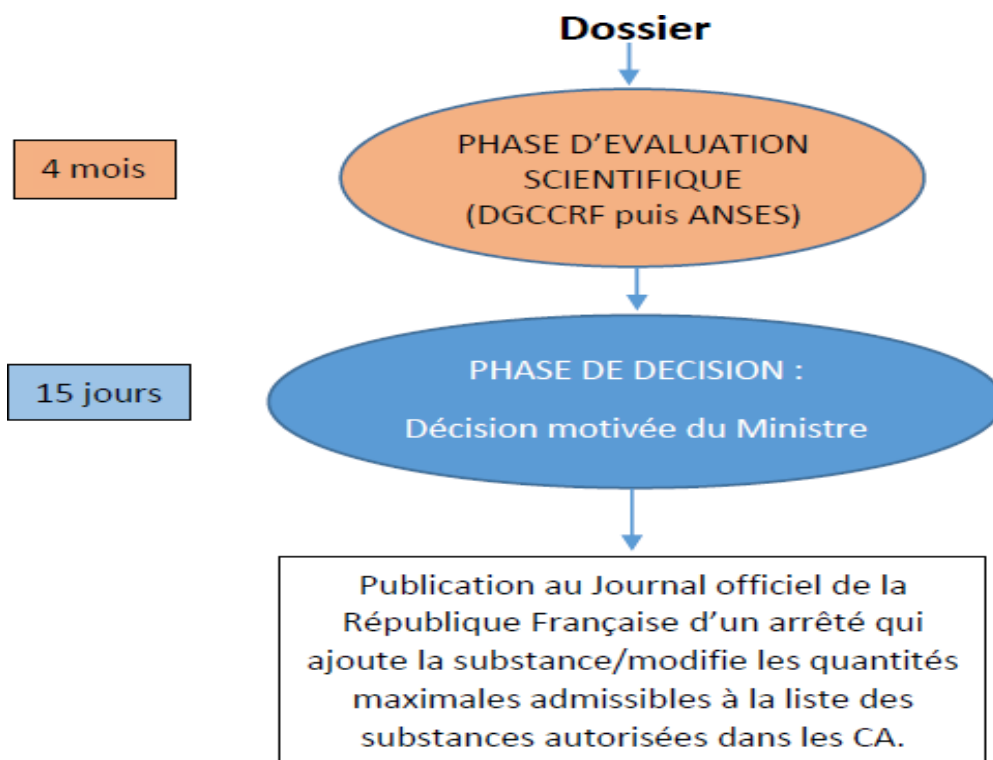 Dossier
4 mois
PHASE D'EVALUATION
SCIENTIFIQUE
(DGCCRF puis ANSES)
15 jours
PHASE DE DECISION :
Décision motivée du Ministre
Publication au Journal officiel de la
République Française d'un arrêté qui
ajoute la substance/modifie les quantités
maximales admissibles à la liste des
substances autorisées dans les CA.